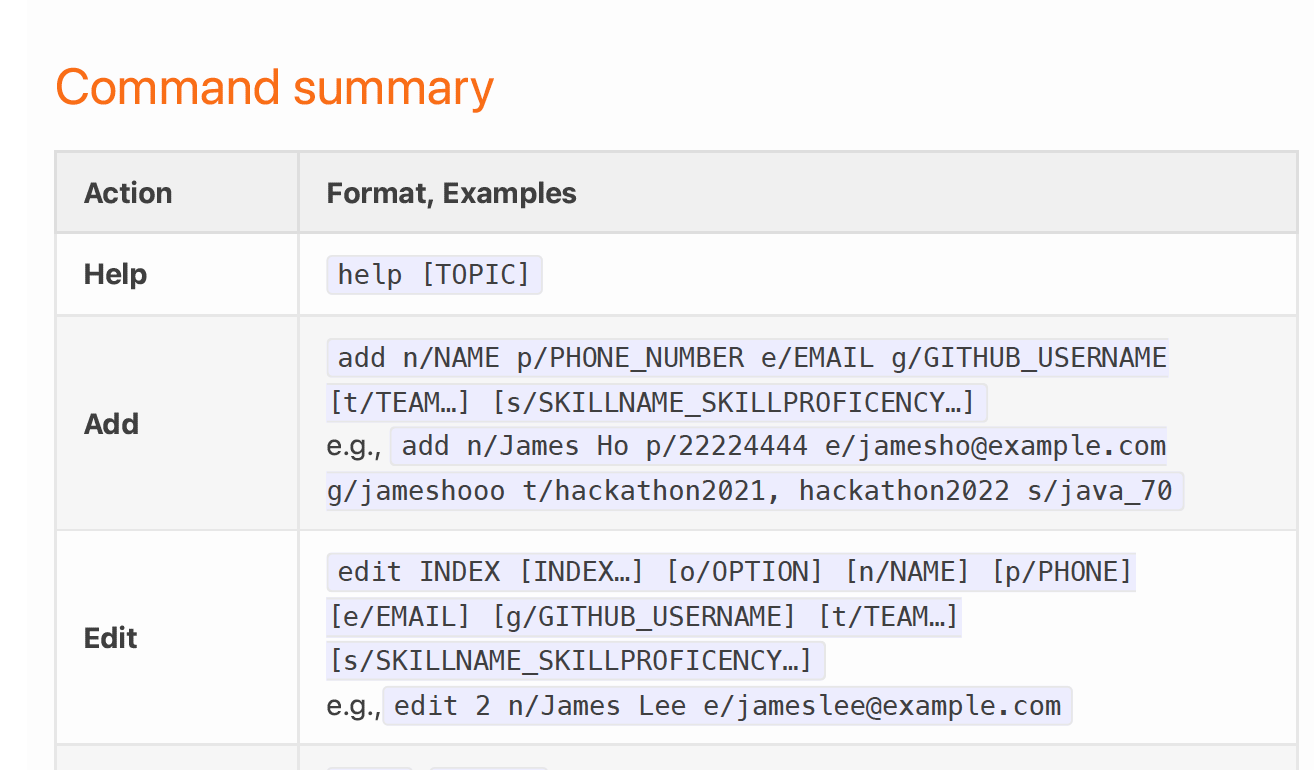 Command summary
Action Format, Examples
Help help [TOPIC]
Add add n/NAME p/PHONE_NUMBER e/EMAIL g/GITHUB_USERNAME
[t/TEAM…] [s/SKILLNAME_SKILLPROFICENCY…]
e.g., add n/James Ho p/22224444 e/jamesho@example.com
g/jameshooo t/hackathon2021, hackathon2022 s/java_70
Edit edit INDEX [INDEX…] [o/OPTION] [n/NAME] [p/PHONE]
[e/EMAIL] [g/GITHUB_USERNAME] [t/TEAM…]
[s/SKILLNAME_SKILLPROFICENCY…]
e.g., edit 2 n/James Lee e/jameslee@example.com